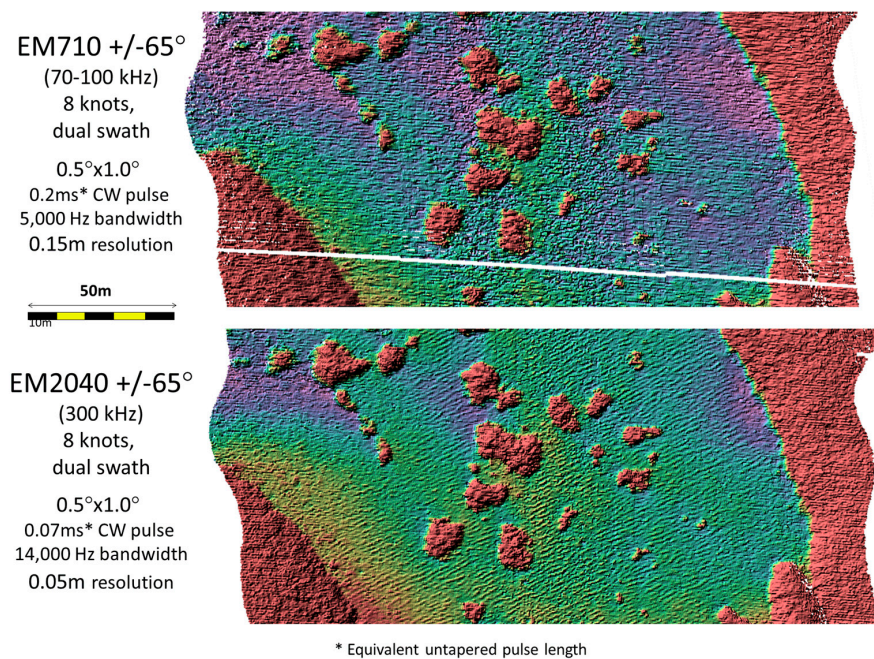 EM710 +/-65°
(70-100 kHz)
8 knots,
dual swath
0.5°x1.0°
0.2ms* CW pulse
5,000 Hz bandwidth
0.15m resolution
50m
10m
EM2040 +/-65°
(300 kHz)
8 knots,
dual swath
0.5°x1.0°
0.07ms* CW pulse
14,000 Hz bandwidth
0.05m resolution
* Equivalent untapered pulse length